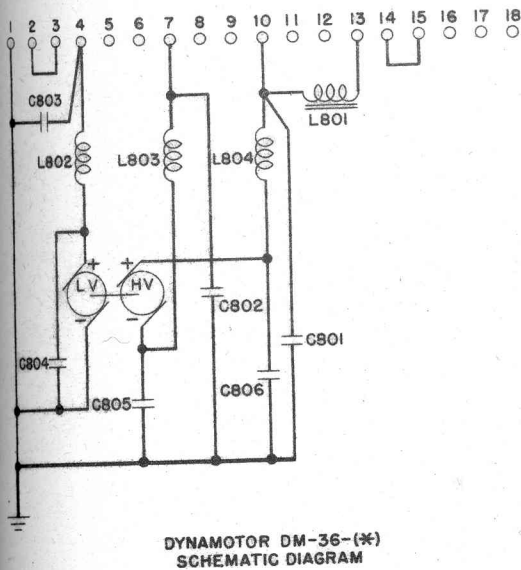 1 2 3 4 5 6 7 8 9 10 11 12 13 14 15 16 17 18
C803
L801
L802 L803 L804
+ +
LV HV
- -
C802
C801
C804
C805 C806
DYNAMOTOR DM-36-(*)
SCHEMATIC DIAGRAM